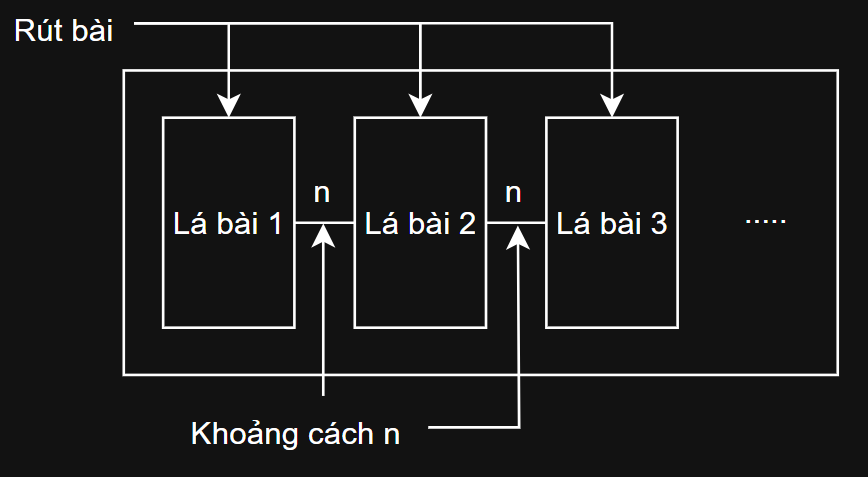 Rút bài
n
n
Lá bài 1
Lá bài 2
Lá bài 3
.....
Khoảng cách n